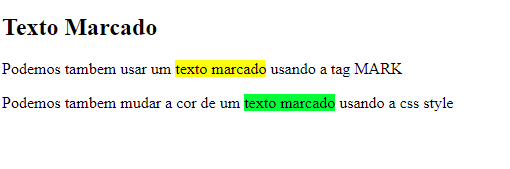 Texto Marcado
Podemos tambem usar um texto marcado usando a tag MARK
Podemos tambem mudar a cor de um texto marcado usando a css style